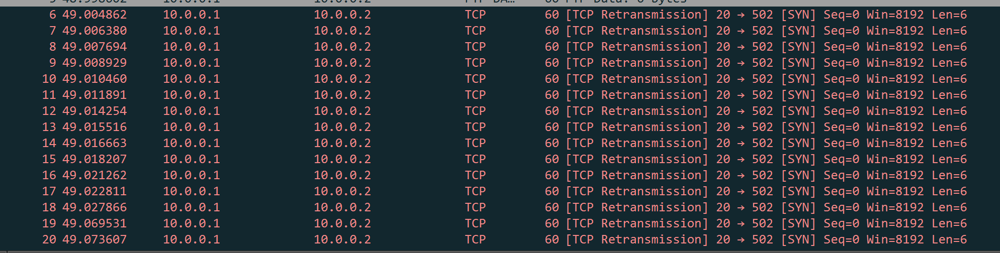 5 48.998602 10.0.0.1 10.0.0.2 FTP-DA… 60 FTP Data: 6 bytes
6 49.004862 10.0.0.1 10.0.0.2 TCP 60 [TCP Retransmission] 20 → 502 [SYN] Seq=0 Win=8192 Len=6
7 49.006380 10.0.0.1 10.0.0.2 TCP 60 [TCP Retransmission] 20 → 502 [SYN] Seq=0 Win=8192 Len=6
8 49.007694 10.0.0.1 10.0.0.2 TCP 60 [TCP Retransmission] 20 → 502 [SYN] Seq=0 Win=8192 Len=6
9 49.008929 10.0.0.1 10.0.0.2 TCP 60 [TCP Retransmission] 20 → 502 [SYN] Seq=0 Win=8192 Len=6
10 49.010460 10.0.0.1 10.0.0.2 TCP 60 [TCP Retransmission] 20 → 502 [SYN] Seq=0 Win=8192 Len=6
11 49.011891 10.0.0.1 10.0.0.2 TCP 60 [TCP Retransmission] 20 → 502 [SYN] Seq=0 Win=8192 Len=6
12 49.014254 10.0.0.1 10.0.0.2 TCP 60 [TCP Retransmission] 20 → 502 [SYN] Seq=0 Win=8192 Len=6
13 49.015516 10.0.0.1 10.0.0.2 TCP 60 [TCP Retransmission] 20 → 502 [SYN] Seq=0 Win=8192 Len=6
14 49.016663 10.0.0.1 10.0.0.2 TCP 60 [TCP Retransmission] 20 → 502 [SYN] Seq=0 Win=8192 Len=6
15 49.018207 10.0.0.1 10.0.0.2 TCP 60 [TCP Retransmission] 20 → 502 [SYN] Seq=0 Win=8192 Len=6
16 49.021262 10.0.0.1 10.0.0.2 TCP 60 [TCP Retransmission] 20 → 502 [SYN] Seq=0 Win=8192 Len=6
17 49.022811 10.0.0.1 10.0.0.2 TCP 60 [TCP Retransmission] 20 → 502 [SYN] Seq=0 Win=8192 Len=6
18 49.027866 10.0.0.1 10.0.0.2 TCP 60 [TCP Retransmission] 20 → 502 [SYN] Seq=0 Win=8192 Len=6
19 49.069531 10.0.0.1 10.0.0.2 TCP 60 [TCP Retransmission] 20 → 502 [SYN] Seq=0 Win=8192 Len=6
20 49.073607 10.0.0.1 10.0.0.2 TCP 60 [TCP Retransmission] 20 → 502 [SYN] Seq=0 Win=8192 Len=6